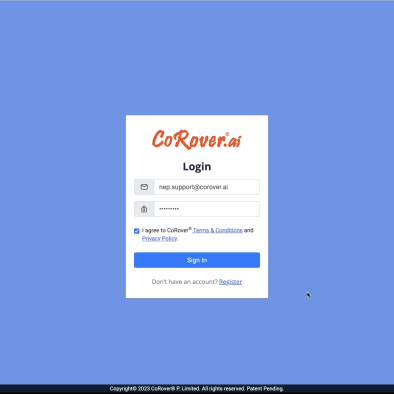 CoRover®.ai
Login
nep.support@corover.ai
•••••••••
I agree to CoRover® Terms & Conditions and
Privacy Policy.
Sign In
Don't have an account? Register
Copyright© 2023 CoRover® P. Limited. All rights reserved. Patent Pending.